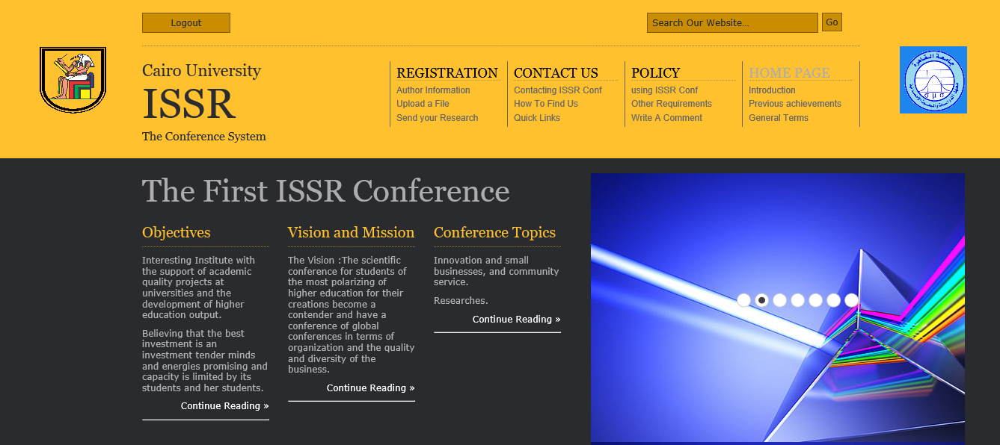 Logout
Search Our Website...
Go
Cairo University
ISSR
The Conference System
REGISTRATION
Author Information
Upload a File
Send your Research
CONTACT US
Contacting ISSR Conf
How To Find Us
Quick Links
POLICY
using ISSR Conf
Other Requirements
Write A Comment
HOME PAGE
Introduction
Previous achievements
General Terms
جامعة القاهرة
σ μ σ
The First ISSR Conference
Objectives
Interesting Institute with
the support of academic
quality projects at
universities and the
development of higher
education output.
Believing that the best
investment is an
investment tender minds
and energies promising and
capacity is limited by its
students and her students.
Continue Reading »
Vision and Mission
The Vision :The scientific
conference for students of
the most polarizing of
higher education for their
creations become a
contender and have a
conference of global
conferences in terms of
organization and the quality
and diversity of the
business.
Continue Reading »
Conference Topics
Innovation and small
businesses, and community
service.
Researches.
Continue Reading »